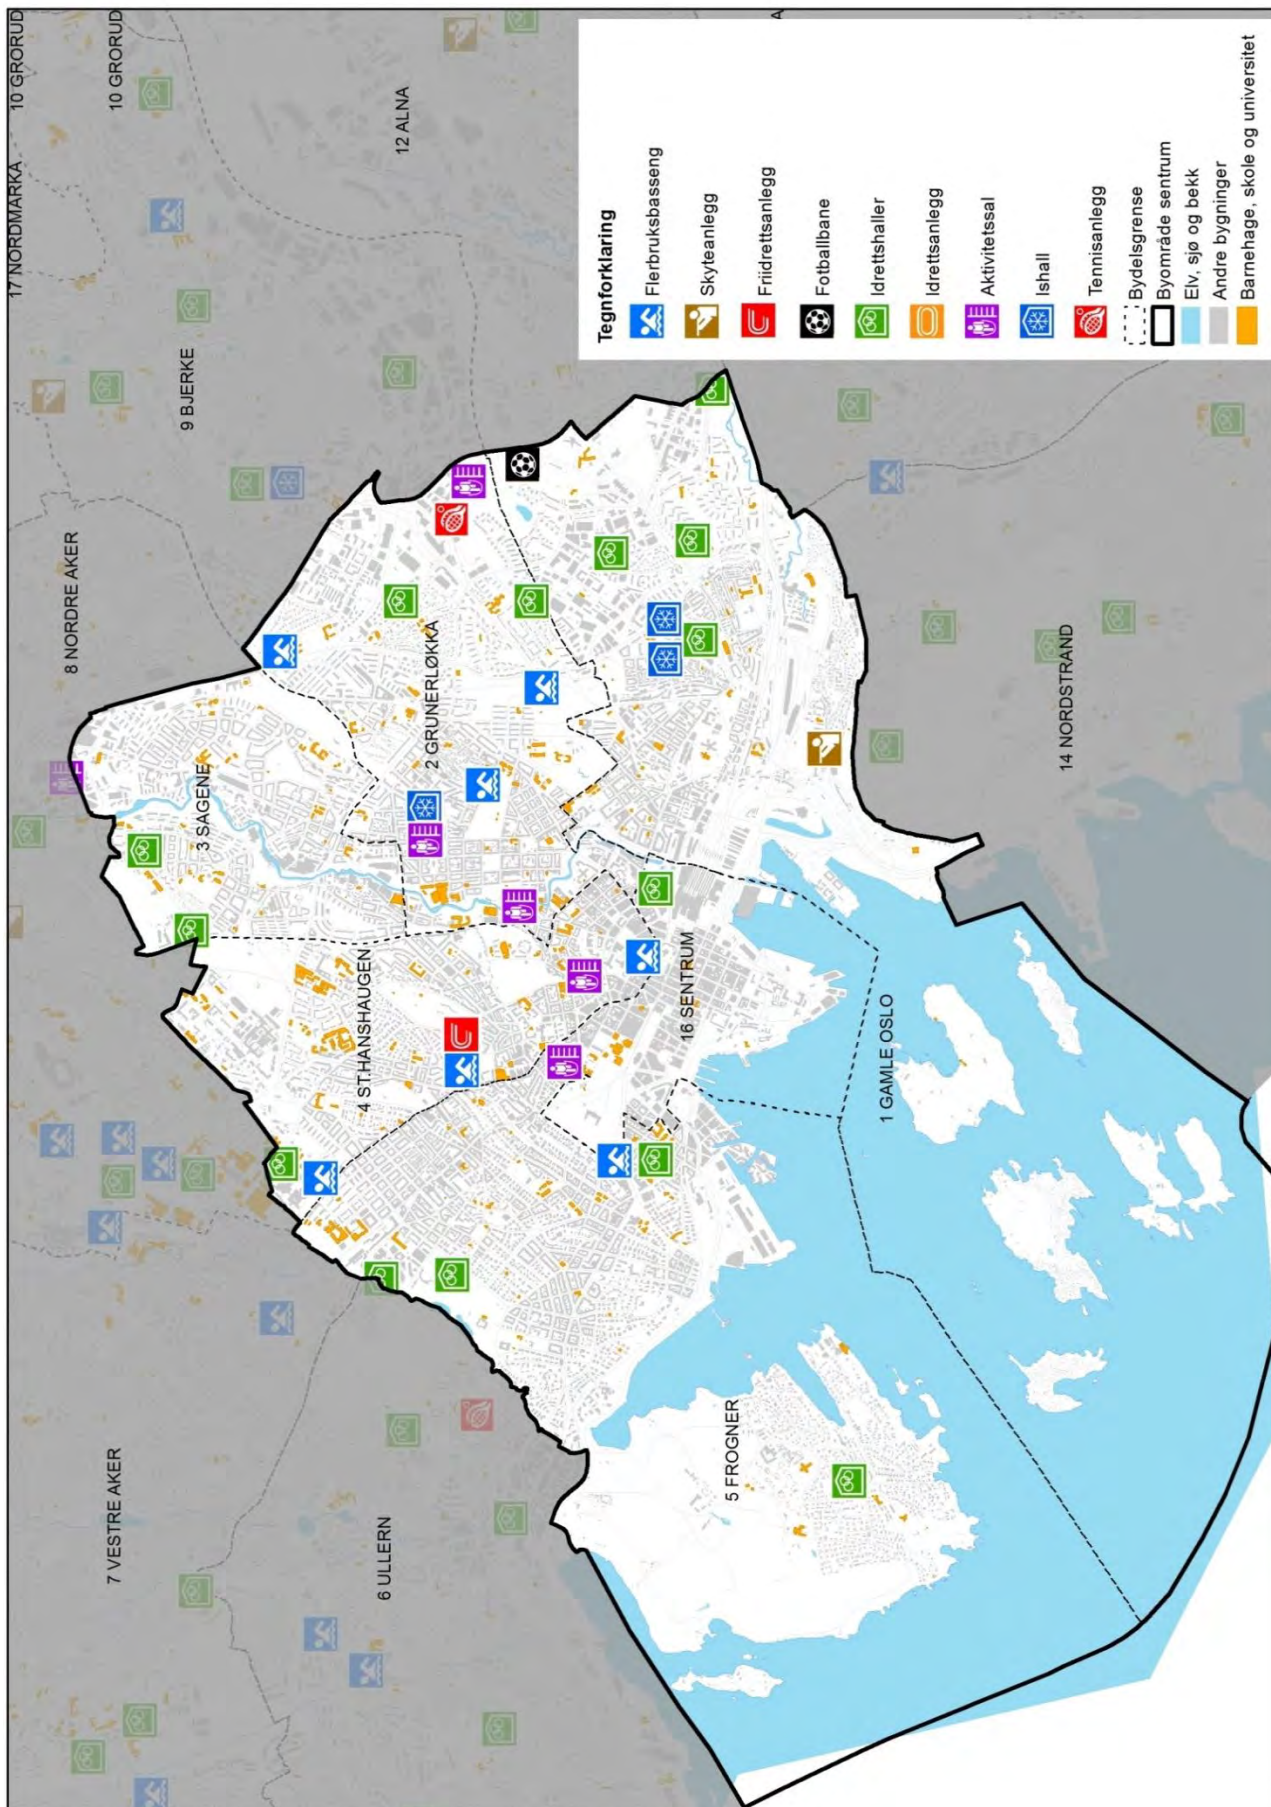 17 NORDMARKA
10 GRORUD
10 GRORUD
12 ALNA
9 BJERKE
8 NORDRE AKER
3 SAGENE
2 GRUNERLØKKA
4 ST.HANSHAUGEN
16 SENTRUM
1 GAMLE OSLO
14 NORDSTRAND
7 VESTRE AKER
6 ULLERN
5 FROGNER
Tegnforklaring
Flerbruksbasseng
Skyteanlegg
Friidrettsanlegg
Fotballbane
Idrettshaller
Idrettsanlegg
Aktivitetssal
Ishall
Tennisanlegg
Bydelsgrense
Byområde sentrum
Elv, sjø og bekk
Andre bygninger
Barnehage, skole og universitet